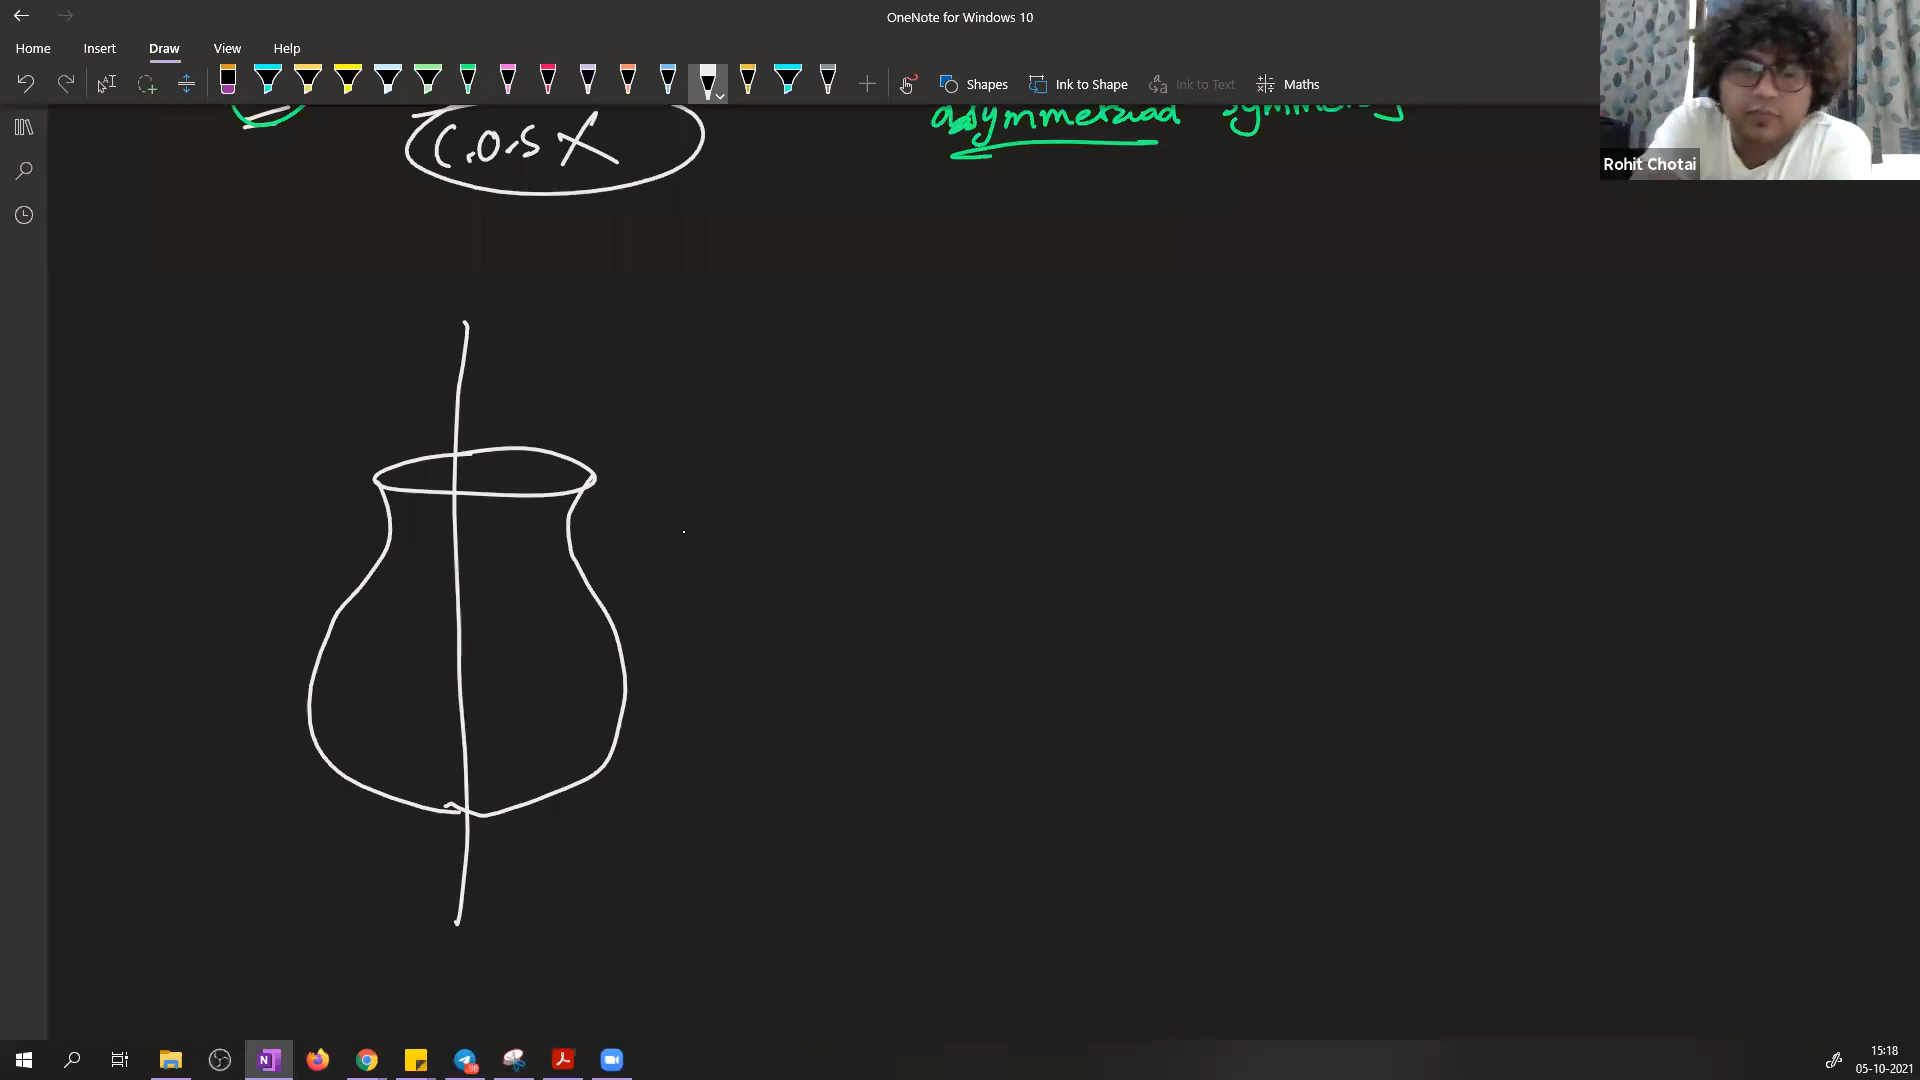 OneNote for Windows 10
Home Insert Draw View Help
Shapes Ink to Shape Ink to Text Maths
C.O.S X
asymmetrical symmetry
Rohit Chotai
15:18
05-10-2021